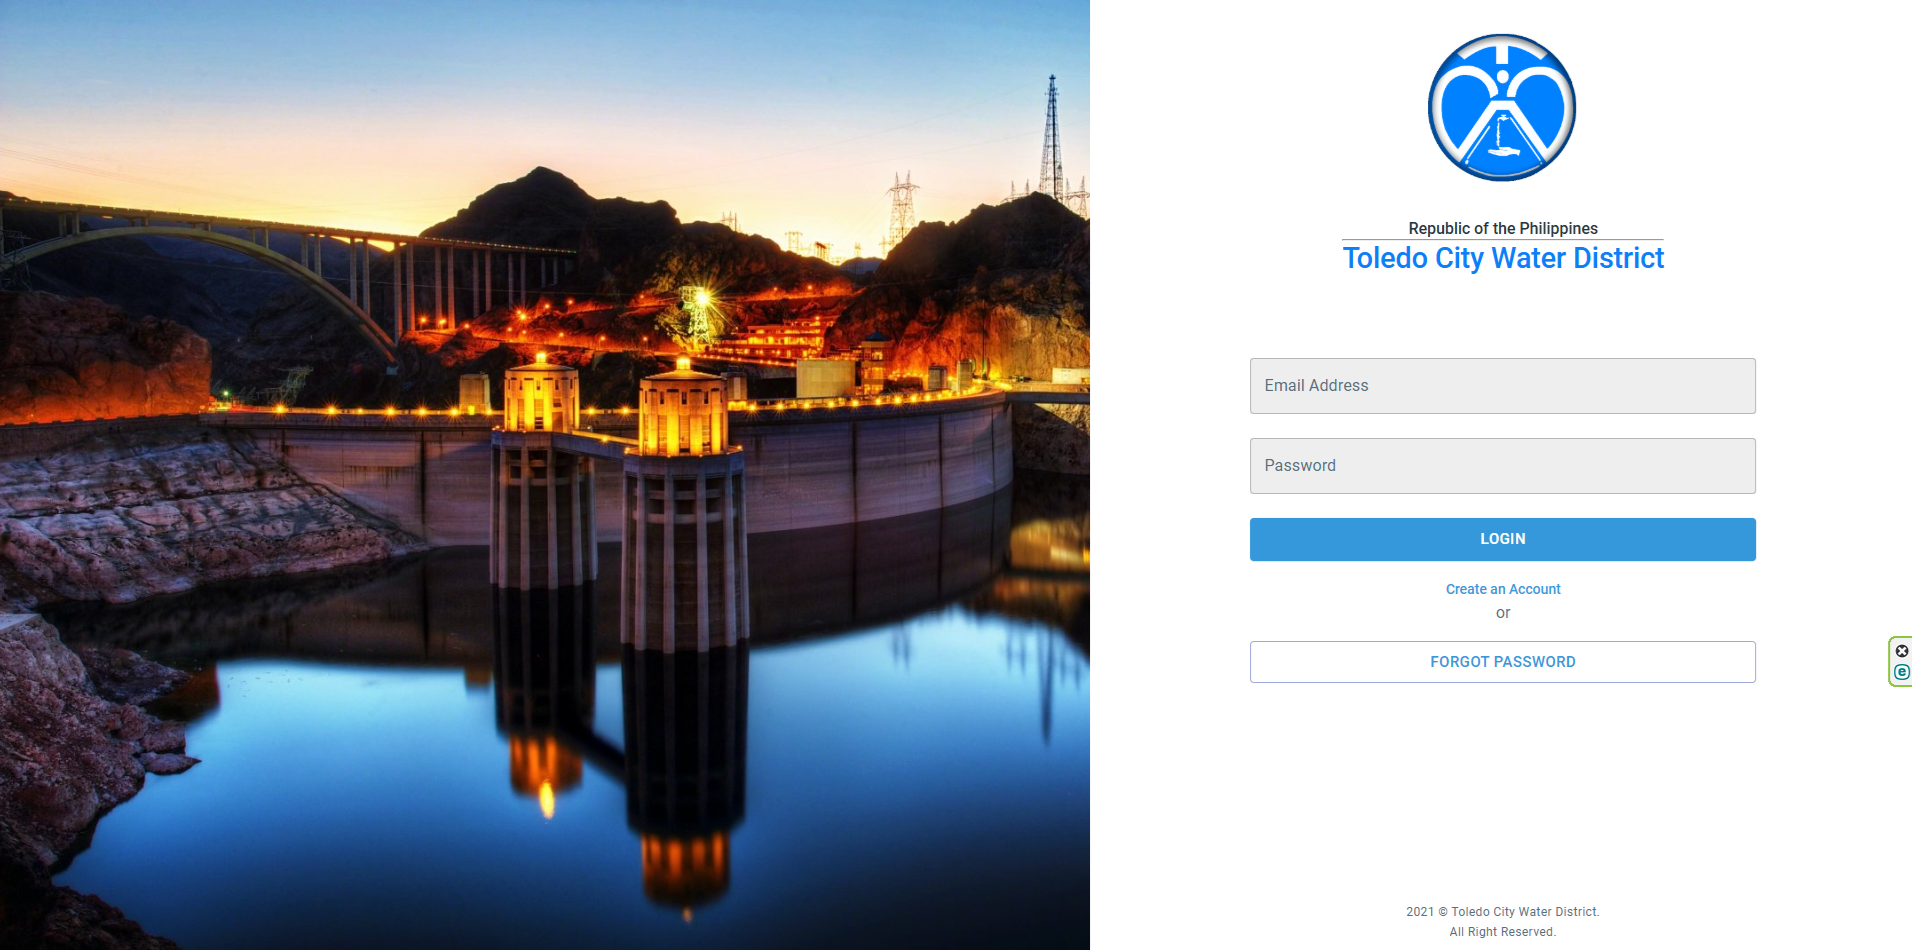 Republic of the Philippines
Toledo City Water District
Email Address
Password
LOGIN
Create an Account
or
FORGOT PASSWORD
e
2021 © Toledo City Water District.
All Right Reserved.